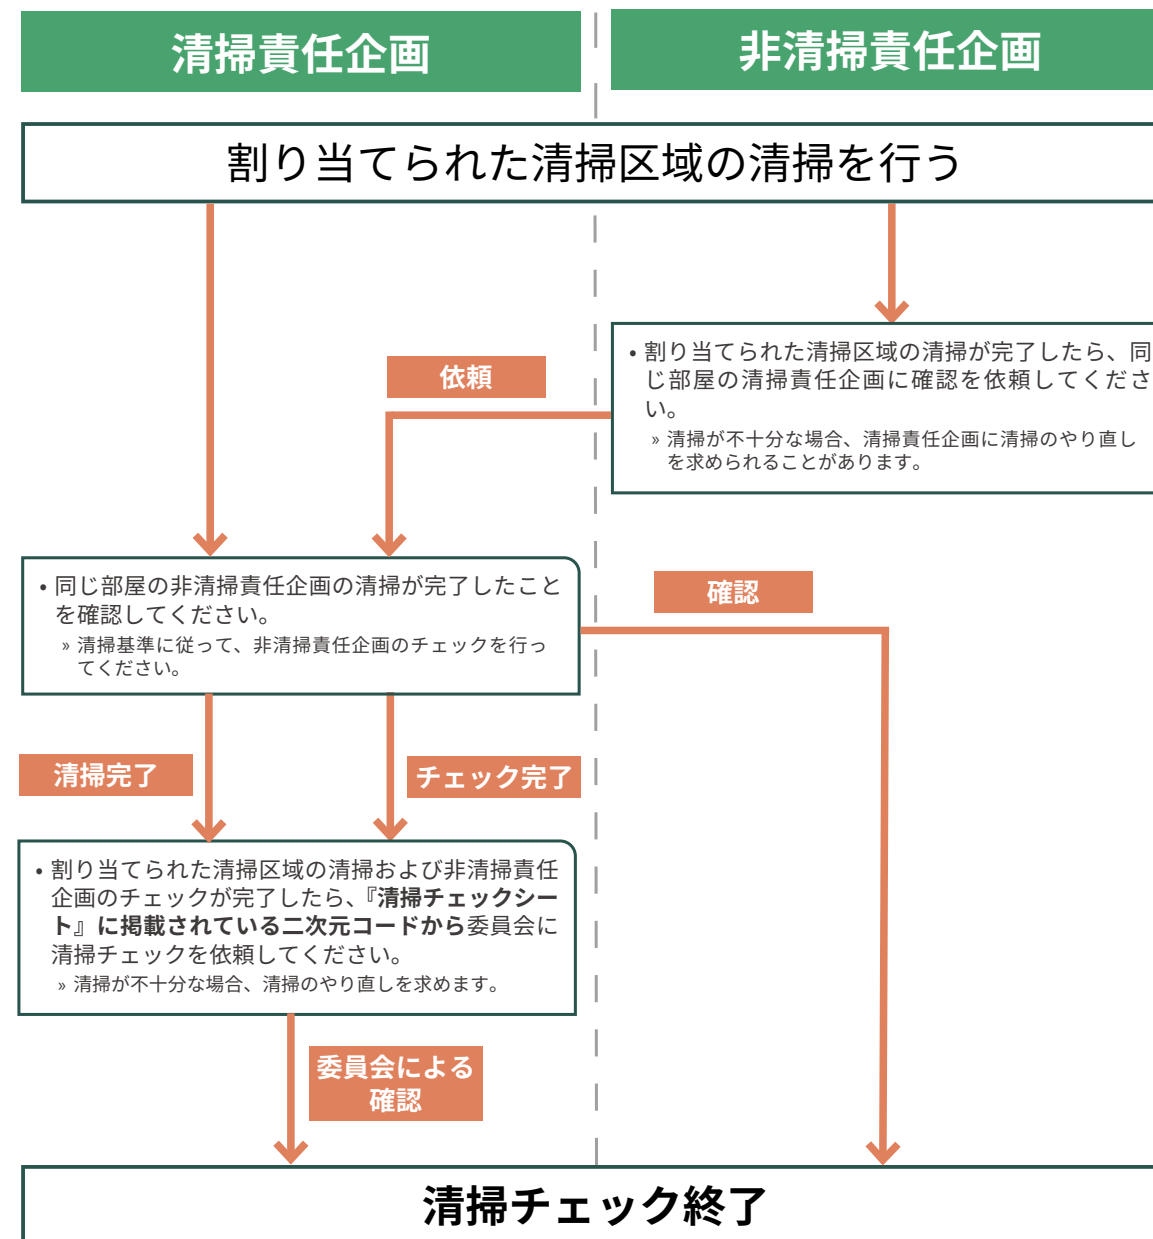 清掃責任企画
非清掃責任企画
割り当てられた清掃区域の清掃を行う
• 割り当てられた清掃区域の清掃が完了したら、同
じ部屋の清掃責任企画に確認を依頼してくださ
い。
» 清掃が不十分な場合、清掃責任企画に清掃のやり直し
を求められることがあります。
依頼
• 同じ部屋の非清掃責任企画の清掃が完了したこと
を確認してください。
» 清掃基準に従って、非清掃責任企画のチェックを行っ
てください。
確認
清掃完了
チェック完了
• 割り当てられた清掃区域の清掃および非清掃責任
企画のチェックが完了したら、『清掃チェックシー
ト』に掲載されている二次元コードから委員会に
清掃チェックを依頼してください。
» 清掃が不十分な場合、清掃のやり直しを求めます。
委員会による
確認
清掃チェック終了